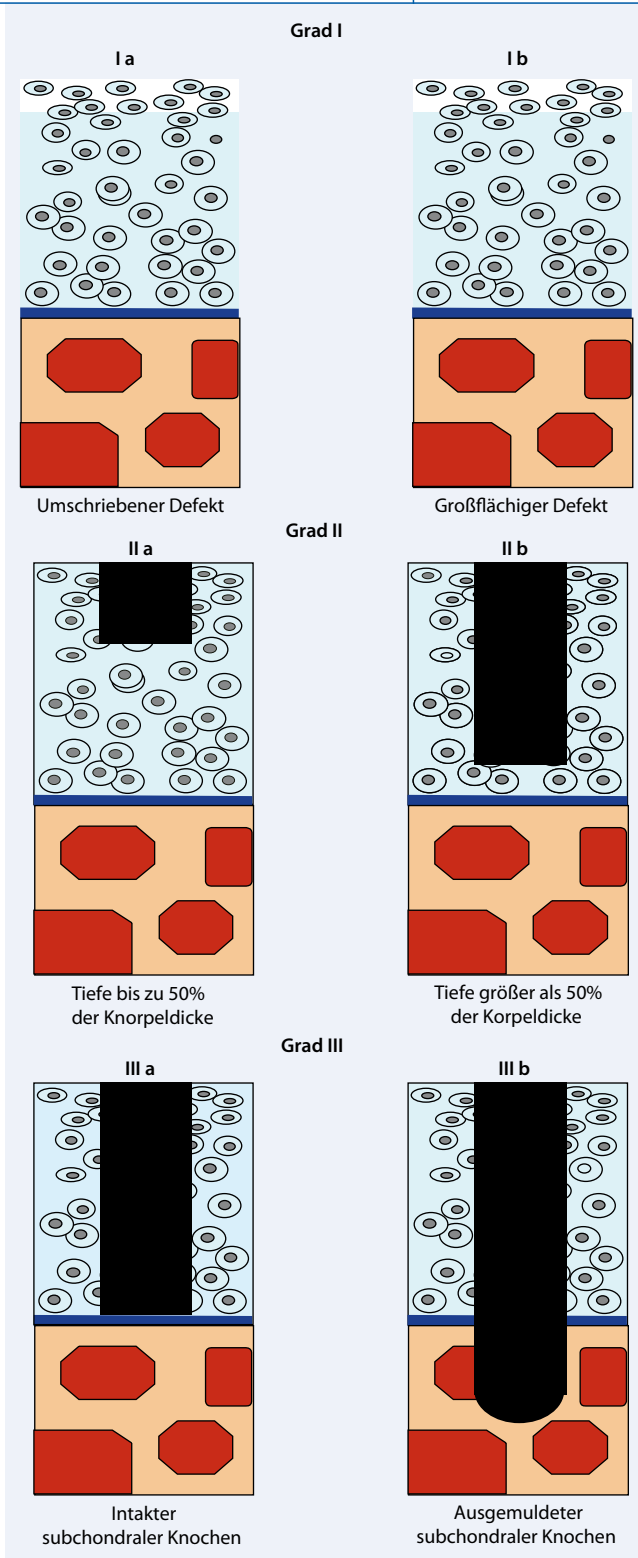 Grad I
I a
I b
Umschriebener Defekt
Großflächiger Defekt
Grad II
II a
II b
Tiefe bis zu 50%
der Knorpeldicke
Tiefe größer als 50%
der Korpeldicke
Grad III
III a
III b
Intakter
subchondraler Knochen
Ausgemuldeter
subchondraler Knochen